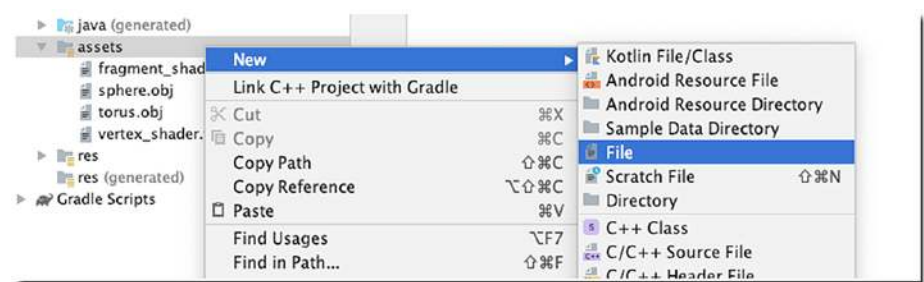 java (generated)
assets
fragment_shad
sphere.obj
torus.obj
vertex_shader.
res
res (generated)
Gradle Scripts
New
Link C++ Project with Gradle
Cut ⌘X
Copy ⌘C
Copy Path ⇧⌘C
Copy Reference ⌥⇧⌘C
Paste ⌘V
Find Usages ⌥F7
Find in Path... ⇧⌘F
Kotlin File/Class
Android Resource File
Android Resource Directory
Sample Data Directory
File
Scratch File ⇧⌘N
Directory
C++ Class
C/C++ Source File
C/C++ Header File